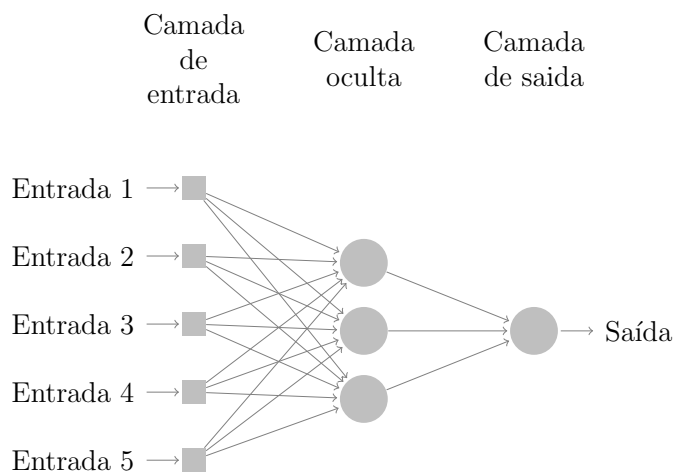 Camada
de
entrada
Camada
oculta
Camada
de saida
Entrada 1
Entrada 2
Entrada 3
Entrada 4
Entrada 5
Saída